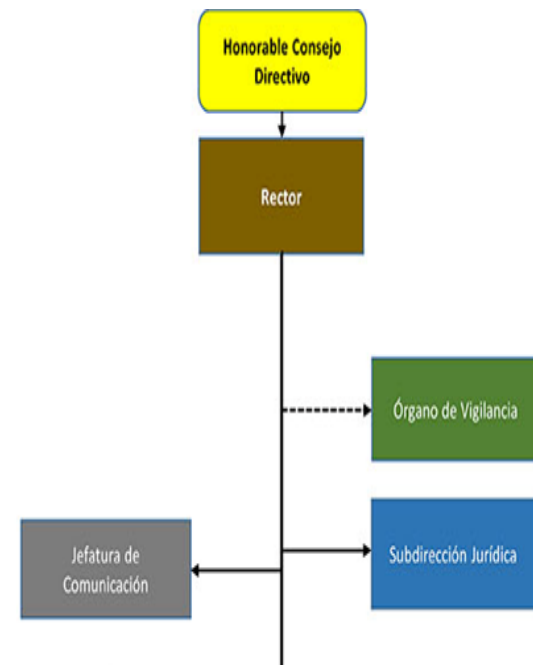 Honorable Consejo
Directivo
Rector
Órgano de Vigilancia
Subdirección Jurídica
Jefatura de
Comunicación